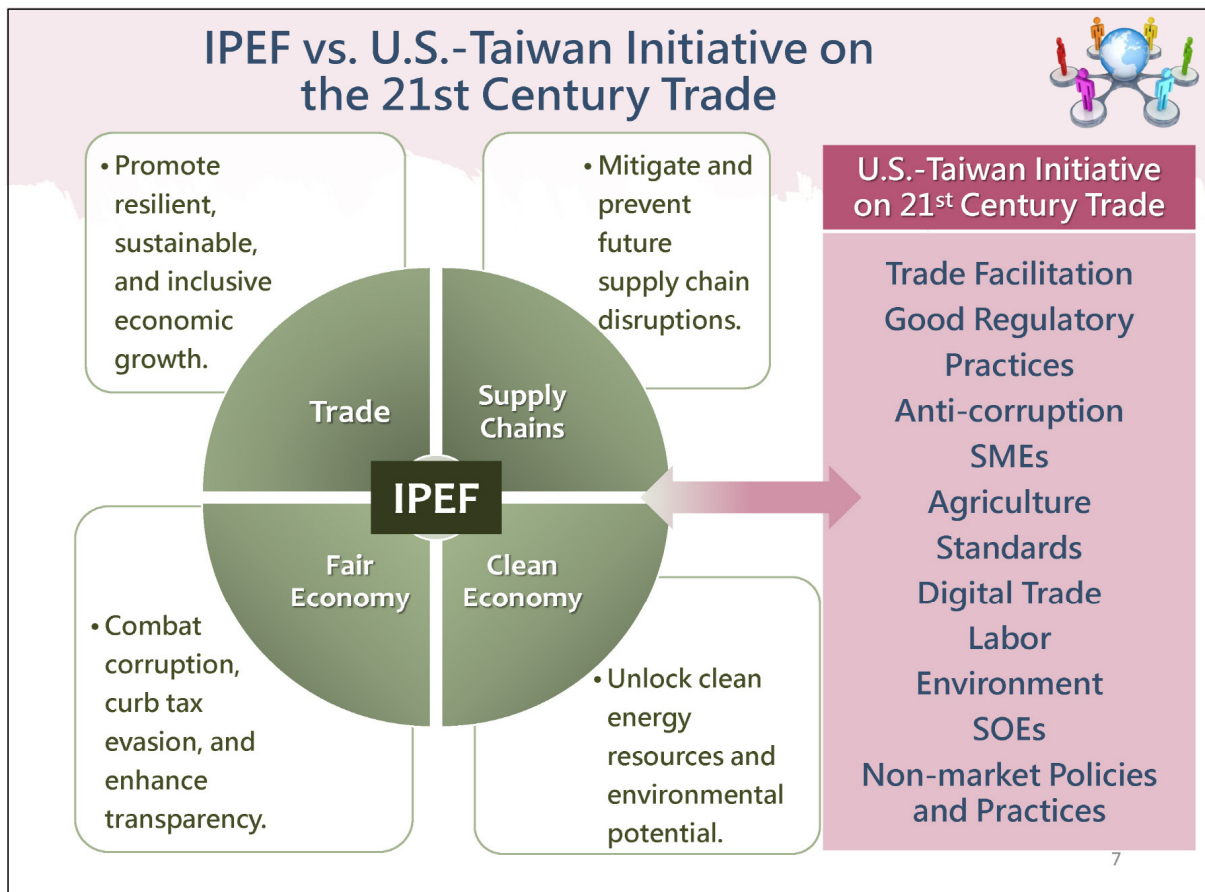 IPEF vs. U.S.-Taiwan Initiative on
the 21st Century Trade
• Promote
resilient,
sustainable,
and inclusive
economic
growth.
• Mitigate and
prevent
future
supply chain
disruptions.
Trade
Supply
Chains
IPEF
Fair
Economy
Clean
Economy
• Combat
corruption,
curb tax
evasion, and
enhance
transparency.
• Unlock clean
energy
resources and
environmental
potential.
U.S.-Taiwan Initiative
on 21st Century Trade
Trade Facilitation
Good Regulatory
Practices
Anti-corruption
SMEs
Agriculture
Standards
Digital Trade
Labor
Environment
SOEs
Non-market Policies
and Practices
7